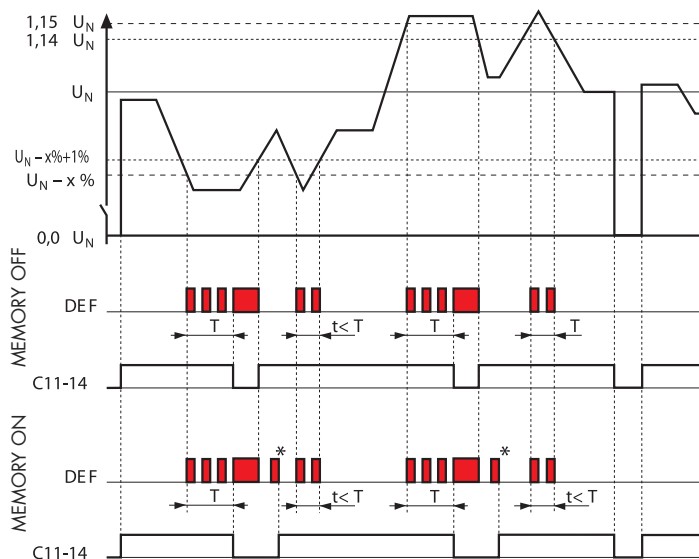 1,15 U_N
1,14 U_N
U_N
U_N – x%+1%
U_N – x %
0,0 U_N
MEMORY OFF
DEF
T t< T T T
C11-14
MEMORY ON
* *
DEF
T t< T T t< T
C11-14